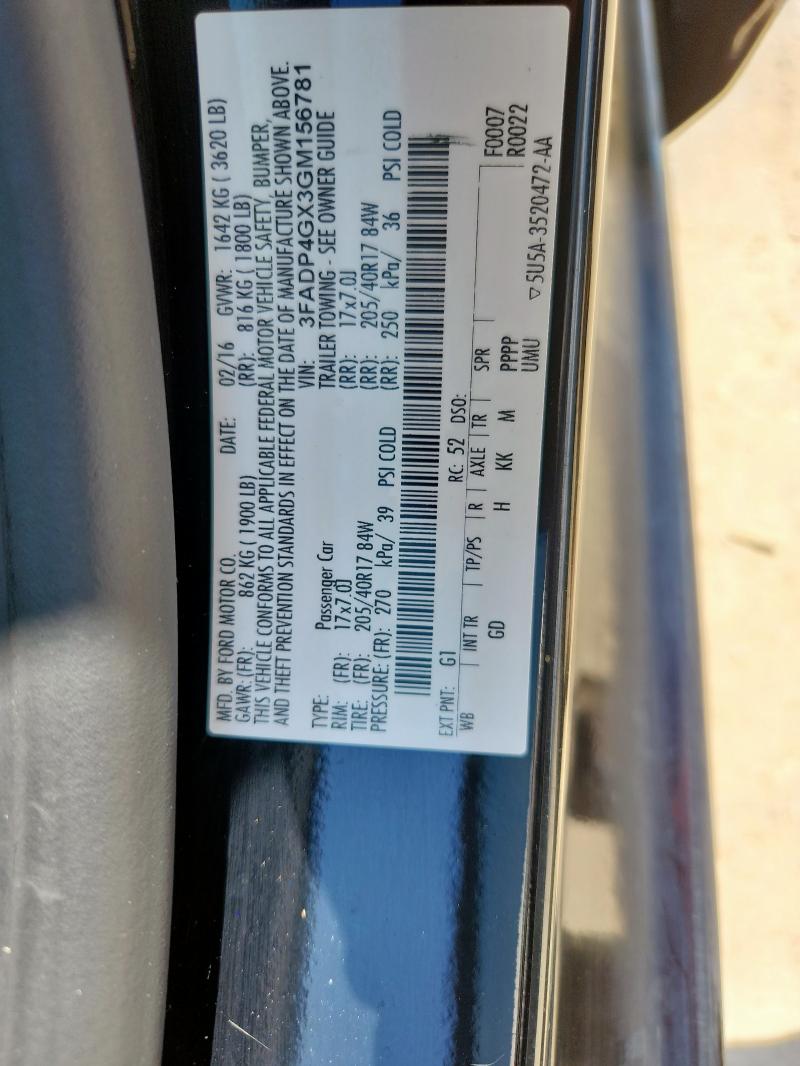 MFD. BY FORD MOTOR CO. DATE: 02/16 GVWR: 1642 KG ( 3620 LB)
GAWR: (FR): 862 KG ( 1900 LB) (RR): 816 KG ( 1800 LB)
THIS VEHICLE CONFORMS TO ALL APPLICABLE FEDERAL MOTOR VEHICLE SAFETY, BUMPER,
AND THEFT PREVENTION STANDARDS IN EFFECT ON THE DATE OF MANUFACTURE SHOWN ABOVE.
VIN: 3FADP4GX3GM156781
TYPE: Passenger Car TRAILER TOWING - SEE OWNER GUIDE
RIM: (FR): 17x7.0J (RR): 17x7.0J
TIRE: (FR): 205/40R17 84W (RR): 205/40R17 84W
PRESSURE: (FR): 270 kPa/ 39 PSI COLD (RR): 250 kPa/ 36 PSI COLD
EXT PNT: G1 RC: 52 DSO: F0007
WB INT TR TP/PS R AXLE TR SPR R0022
GD H KK M PPPP
UMU ▽5U5A-3520472-AA